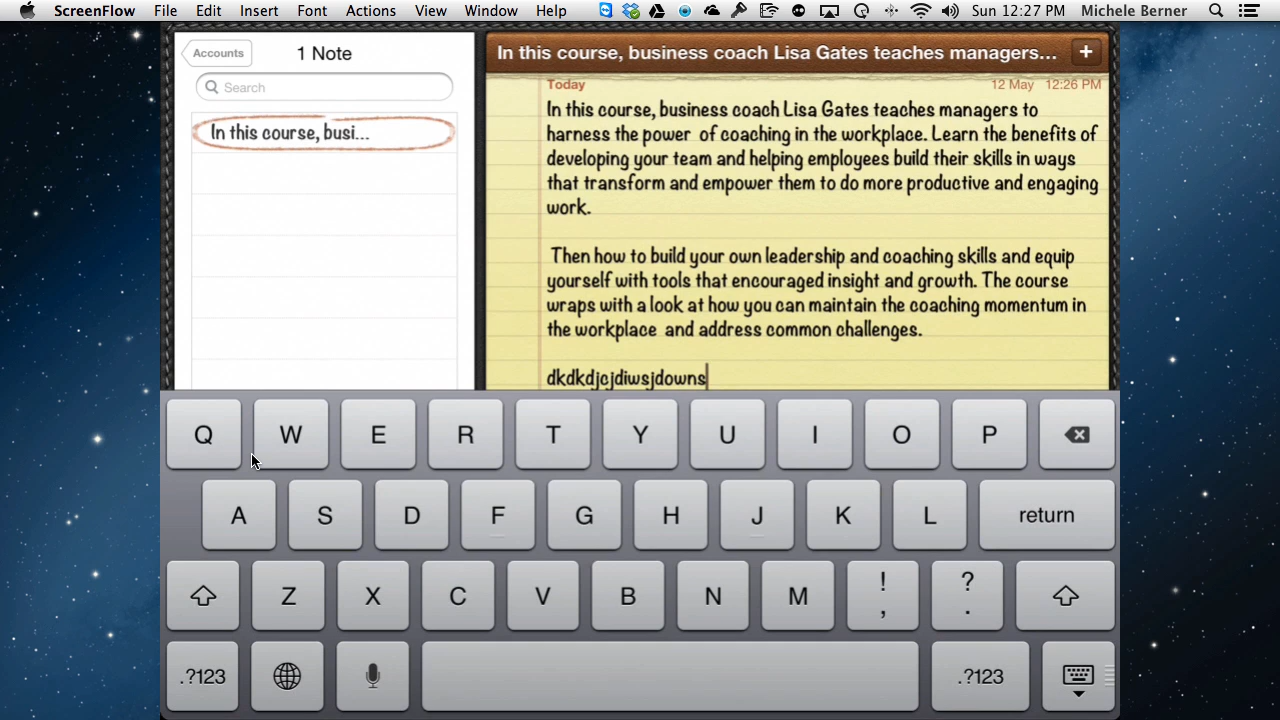 ScreenFlow File Edit Insert Font Actions View Window Help Sun 12:27 PM Michele Berner
Accounts 1 Note
Search
In this course, busi...
In this course, business coach Lisa Gates teaches managers... +
Today 12 May 12:26 PM
In this course, business coach Lisa Gates teaches managers to
harness the power of coaching in the workplace. Learn the benefits of
developing your team and helping employees build their skills in ways
that transform and empower them to do more productive and engaging
work.
Then how to build your own leadership and coaching skills and equip
yourself with tools that encouraged insight and growth. The course
wraps with a look at how you can maintain the coaching momentum in
the workplace and address common challenges.
dkdkdjcjdiwsjdowns
Q W E R T Y U I O P
A S D F G H J K L return
Z X C V B N M ! , ? .
.?123 .?123